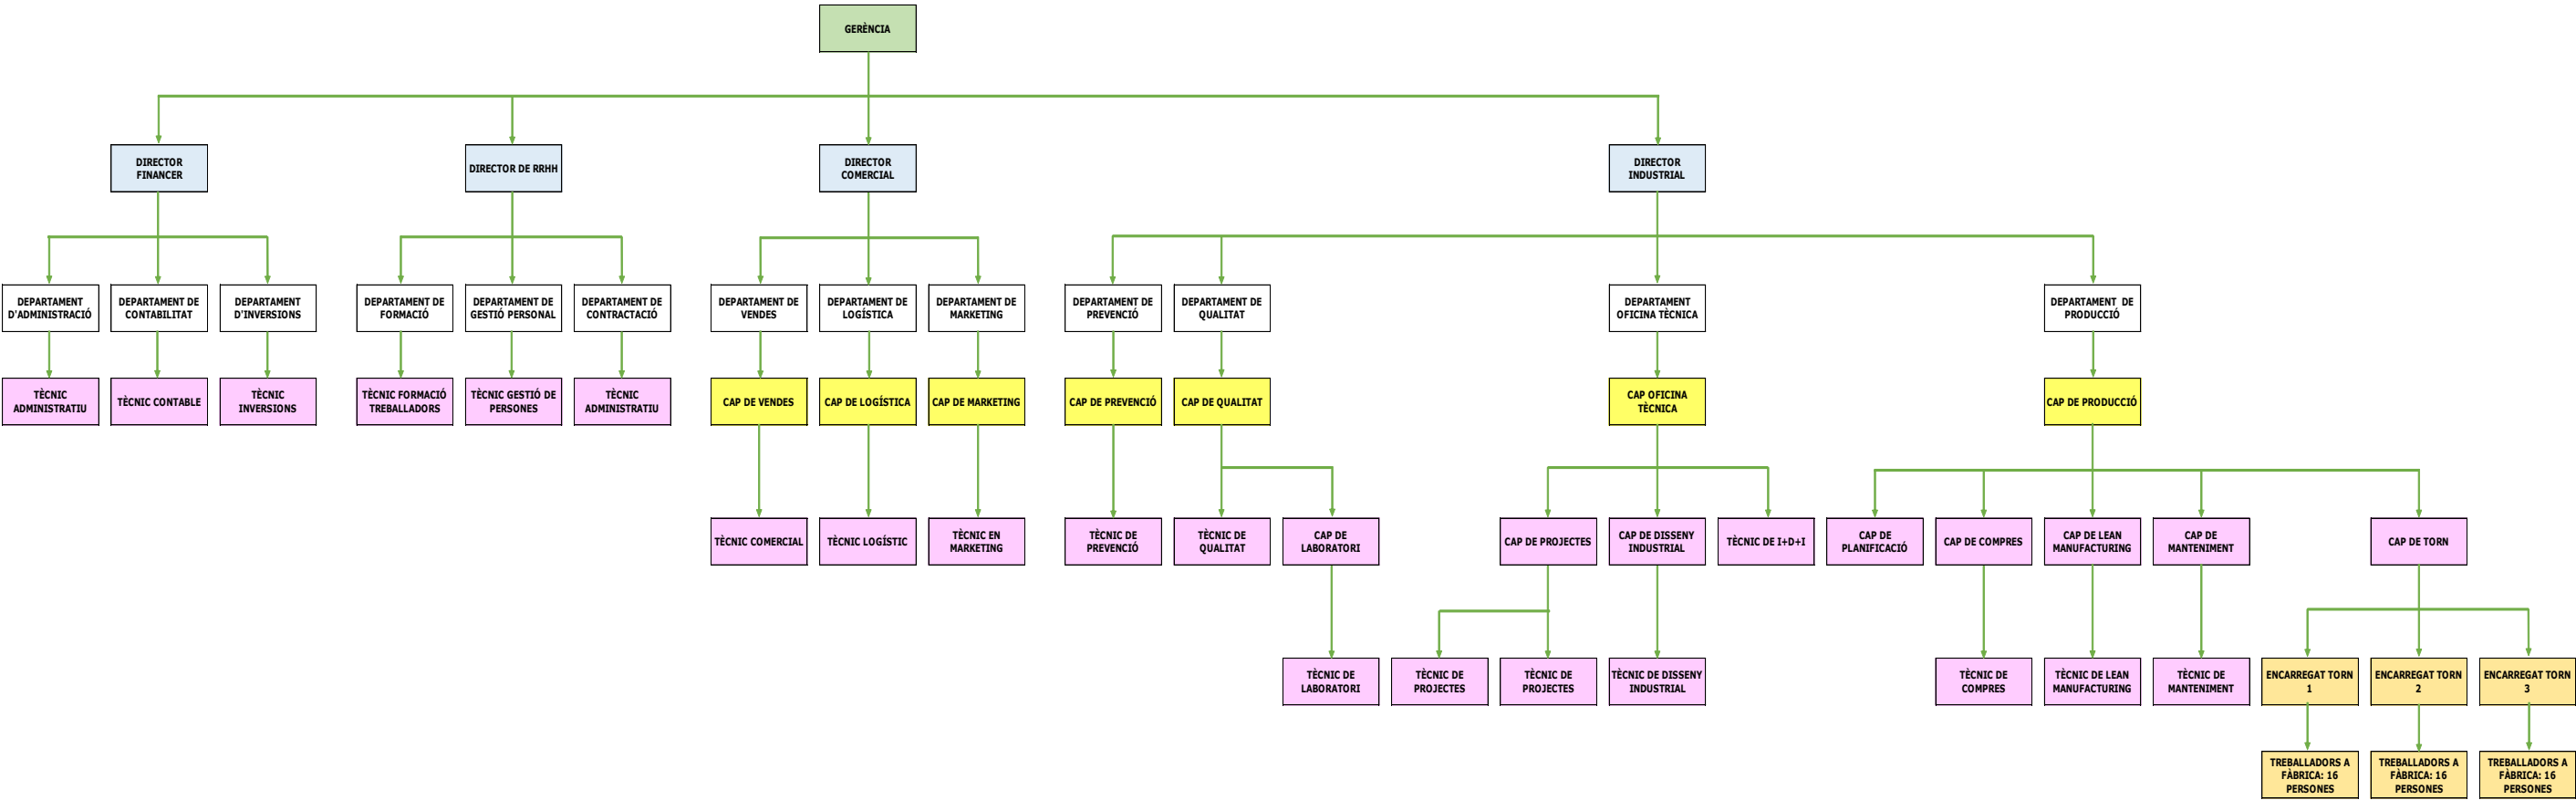 GERÈNCIA
DIRECTOR
FINANCER
DIRECTOR DE RRHH
DIRECTOR
COMERCIAL
DIRECTOR
INDUSTRIAL
DEPARTAMENT
D'ADMINISTRACIÓ
DEPARTAMENT DE
CONTABILITAT
DEPARTAMENT
D'INVERSIONS
DEPARTAMENT DE
FORMACIÓ
DEPARTAMENT DE
GESTIÓ PERSONAL
DEPARTAMENT DE
CONTRACTACIÓ
DEPARTAMENT DE
VENDES
DEPARTAMENT DE
LOGÍSTICA
DEPARTAMENT DE
MARKETING
DEPARTAMENT DE
PREVENCIÓ
DEPARTAMENT DE
QUALITAT
DEPARTAMENT
OFICINA TÈCNICA
DEPARTAMENT DE
PRODUCCIÓ
TÈCNIC
ADMINISTRATIU
TÈCNIC CONTABLE
TÈCNIC
INVERSIONS
TÈCNIC FORMACIÓ
TREBALLADORS
TÈCNIC GESTIÓ DE
PERSONES
TÈCNIC
ADMINISTRATIU
CAP DE VENDES
CAP DE LOGÍSTICA
CAP DE MARKETING
CAP DE PREVENCIÓ
CAP DE QUALITAT
CAP OFICINA
TÈCNICA
CAP DE PRODUCCIÓ
TÈCNIC COMERCIAL
TÈCNIC LOGÍSTIC
TÈCNIC EN
MARKETING
TÈCNIC DE
PREVENCIÓ
TÈCNIC DE
QUALITAT
CAP DE
LABORATORI
CAP DE PROJECTES
CAP DE DISSENY
INDUSTRIAL
TÈCNIC DE I+D+I
CAP DE
PLANIFICACIÓ
CAP DE COMPRES
CAP DE LEAN
MANUFACTURING
CAP DE
MANTENIMENT
CAP DE TORN
TÈCNIC DE
LABORATORI
TÈCNIC DE
PROJECTES
TÈCNIC DE
PROJECTES
TÈCNIC DE DISSENY
INDUSTRIAL
TÈCNIC DE
COMPRES
TÈCNIC DE LEAN
MANUFACTURING
TÈCNIC DE
MANTENIMENT
ENCARREGAT TORN
1
ENCARREGAT TORN
2
ENCARREGAT TORN
3
TREBALLADORS A
FÀBRICA: 16
PERSONES
TREBALLADORS A
FÀBRICA: 16
PERSONES
TREBALLADORS A
FÀBRICA: 16
PERSONES